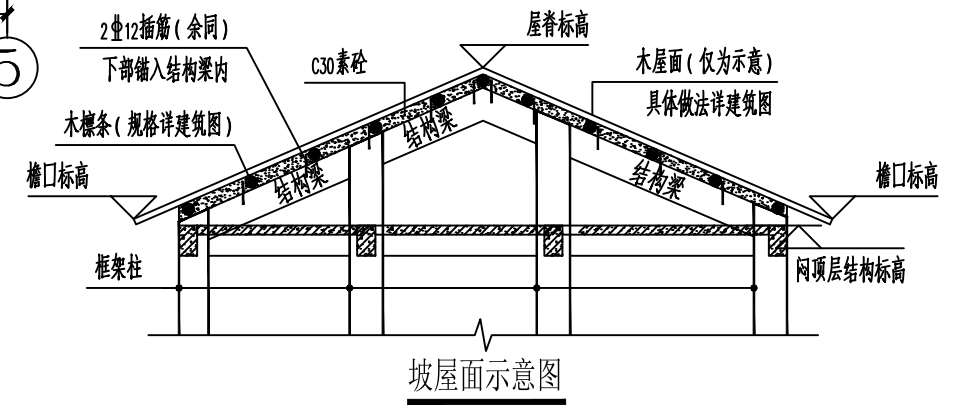 5
2⌀12插筋(余同)
下部锚入结构梁内
C30素砼
屋脊标高
木屋面(仅为示意)
具体做法详建筑图
木檩条(规格详建筑图)
结构梁
结构梁
结构梁
檐口标高
檐口标高
框架柱
闷顶层结构标高
坡屋面示意图